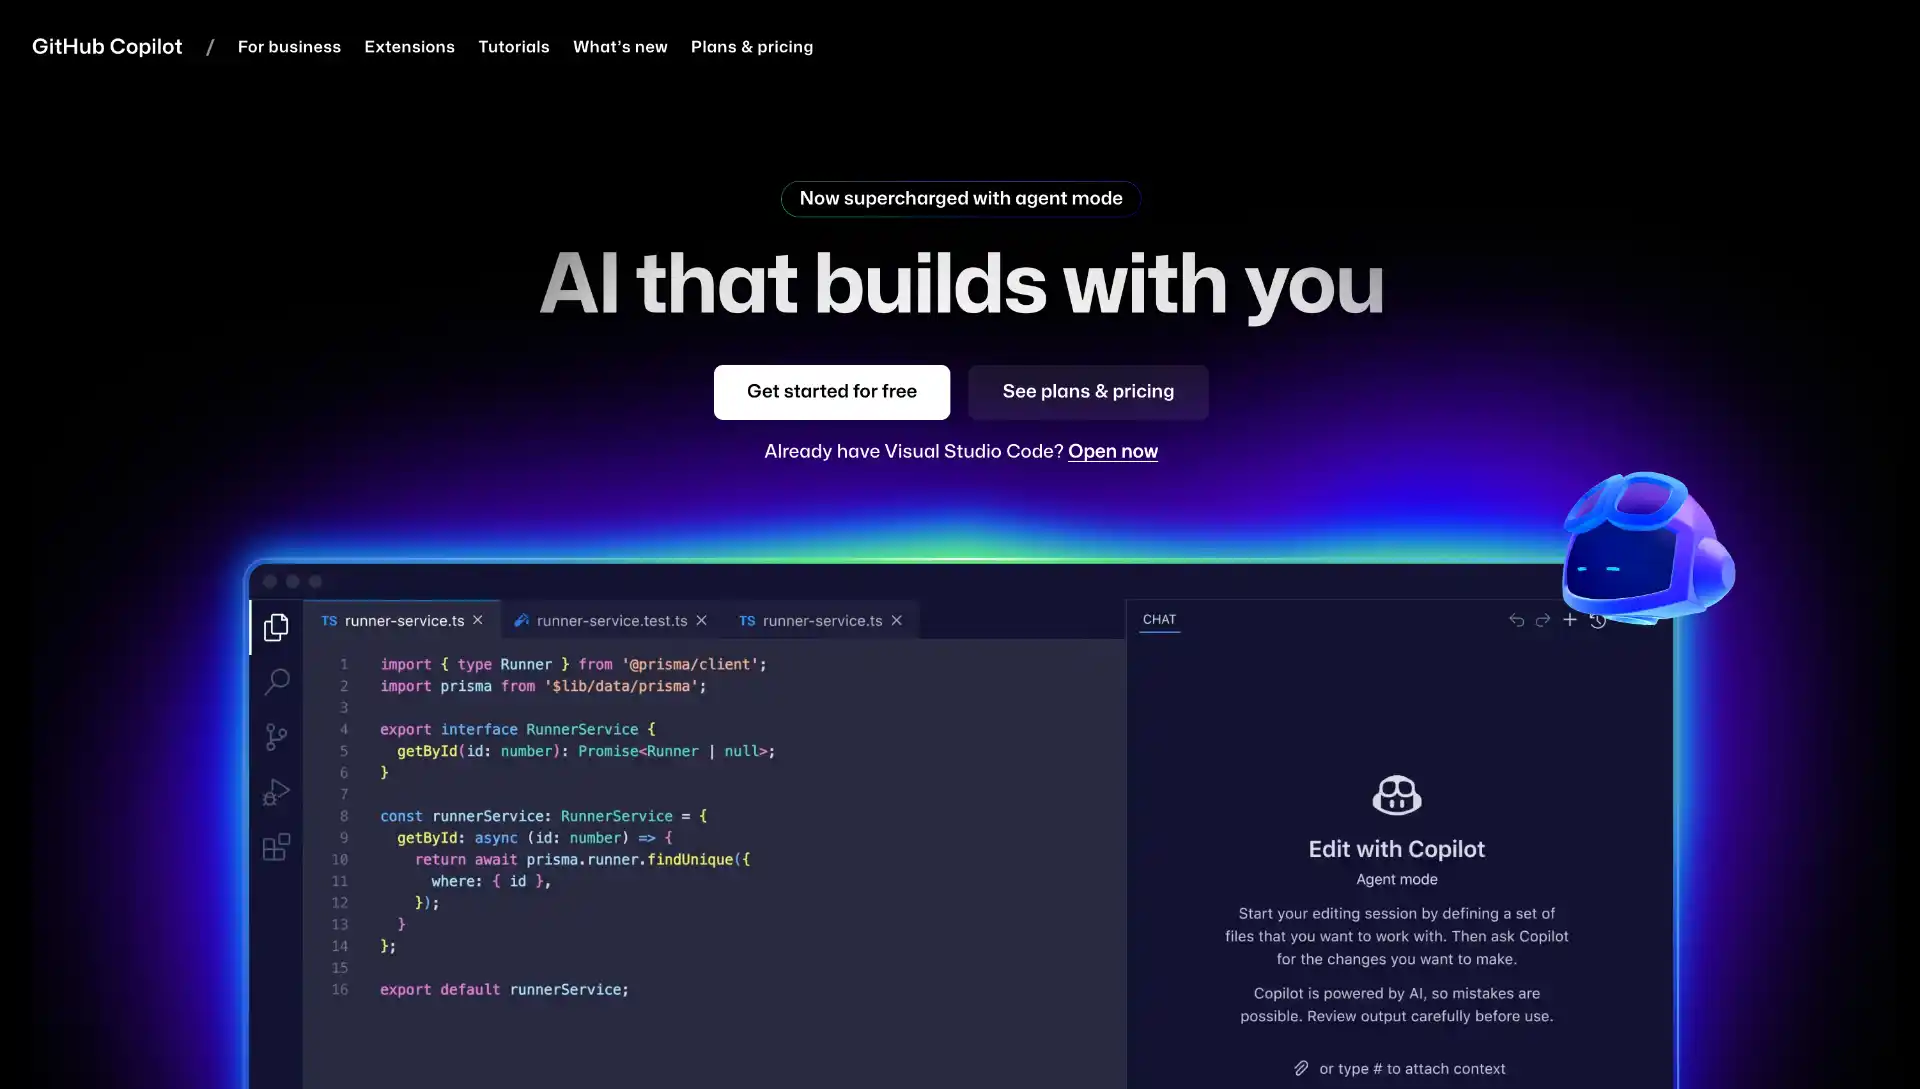 GitHub Copilot / For business Extensions Tutorials What's new Plans & pricing
Now supercharged with agent mode
AI that builds with you
Get started for free See plans & pricing
Already have Visual Studio Code? Open now
TS runner-service.ts × runner-service.test.ts × TS runner-service.ts ×
1 import { type Runner } from '@prisma/client';
2 import prisma from '$lib/data/prisma';
3
4 export interface RunnerService {
5 getById(id: number): Promise<Runner | null>;
6 }
7
8 const runnerService: RunnerService = {
9 getById: async (id: number) => {
10 return await prisma.runner.findUnique({
11 where: { id },
12 });
13 }
14 };
15
16 export default runnerService;
CHAT
Edit with Copilot
Agent mode
Start your editing session by defining a set of
files that you want to work with. Then ask Copilot
for the changes you want to make.
Copilot is powered by AI, so mistakes are
possible. Review output carefully before use.
or type # to attach context